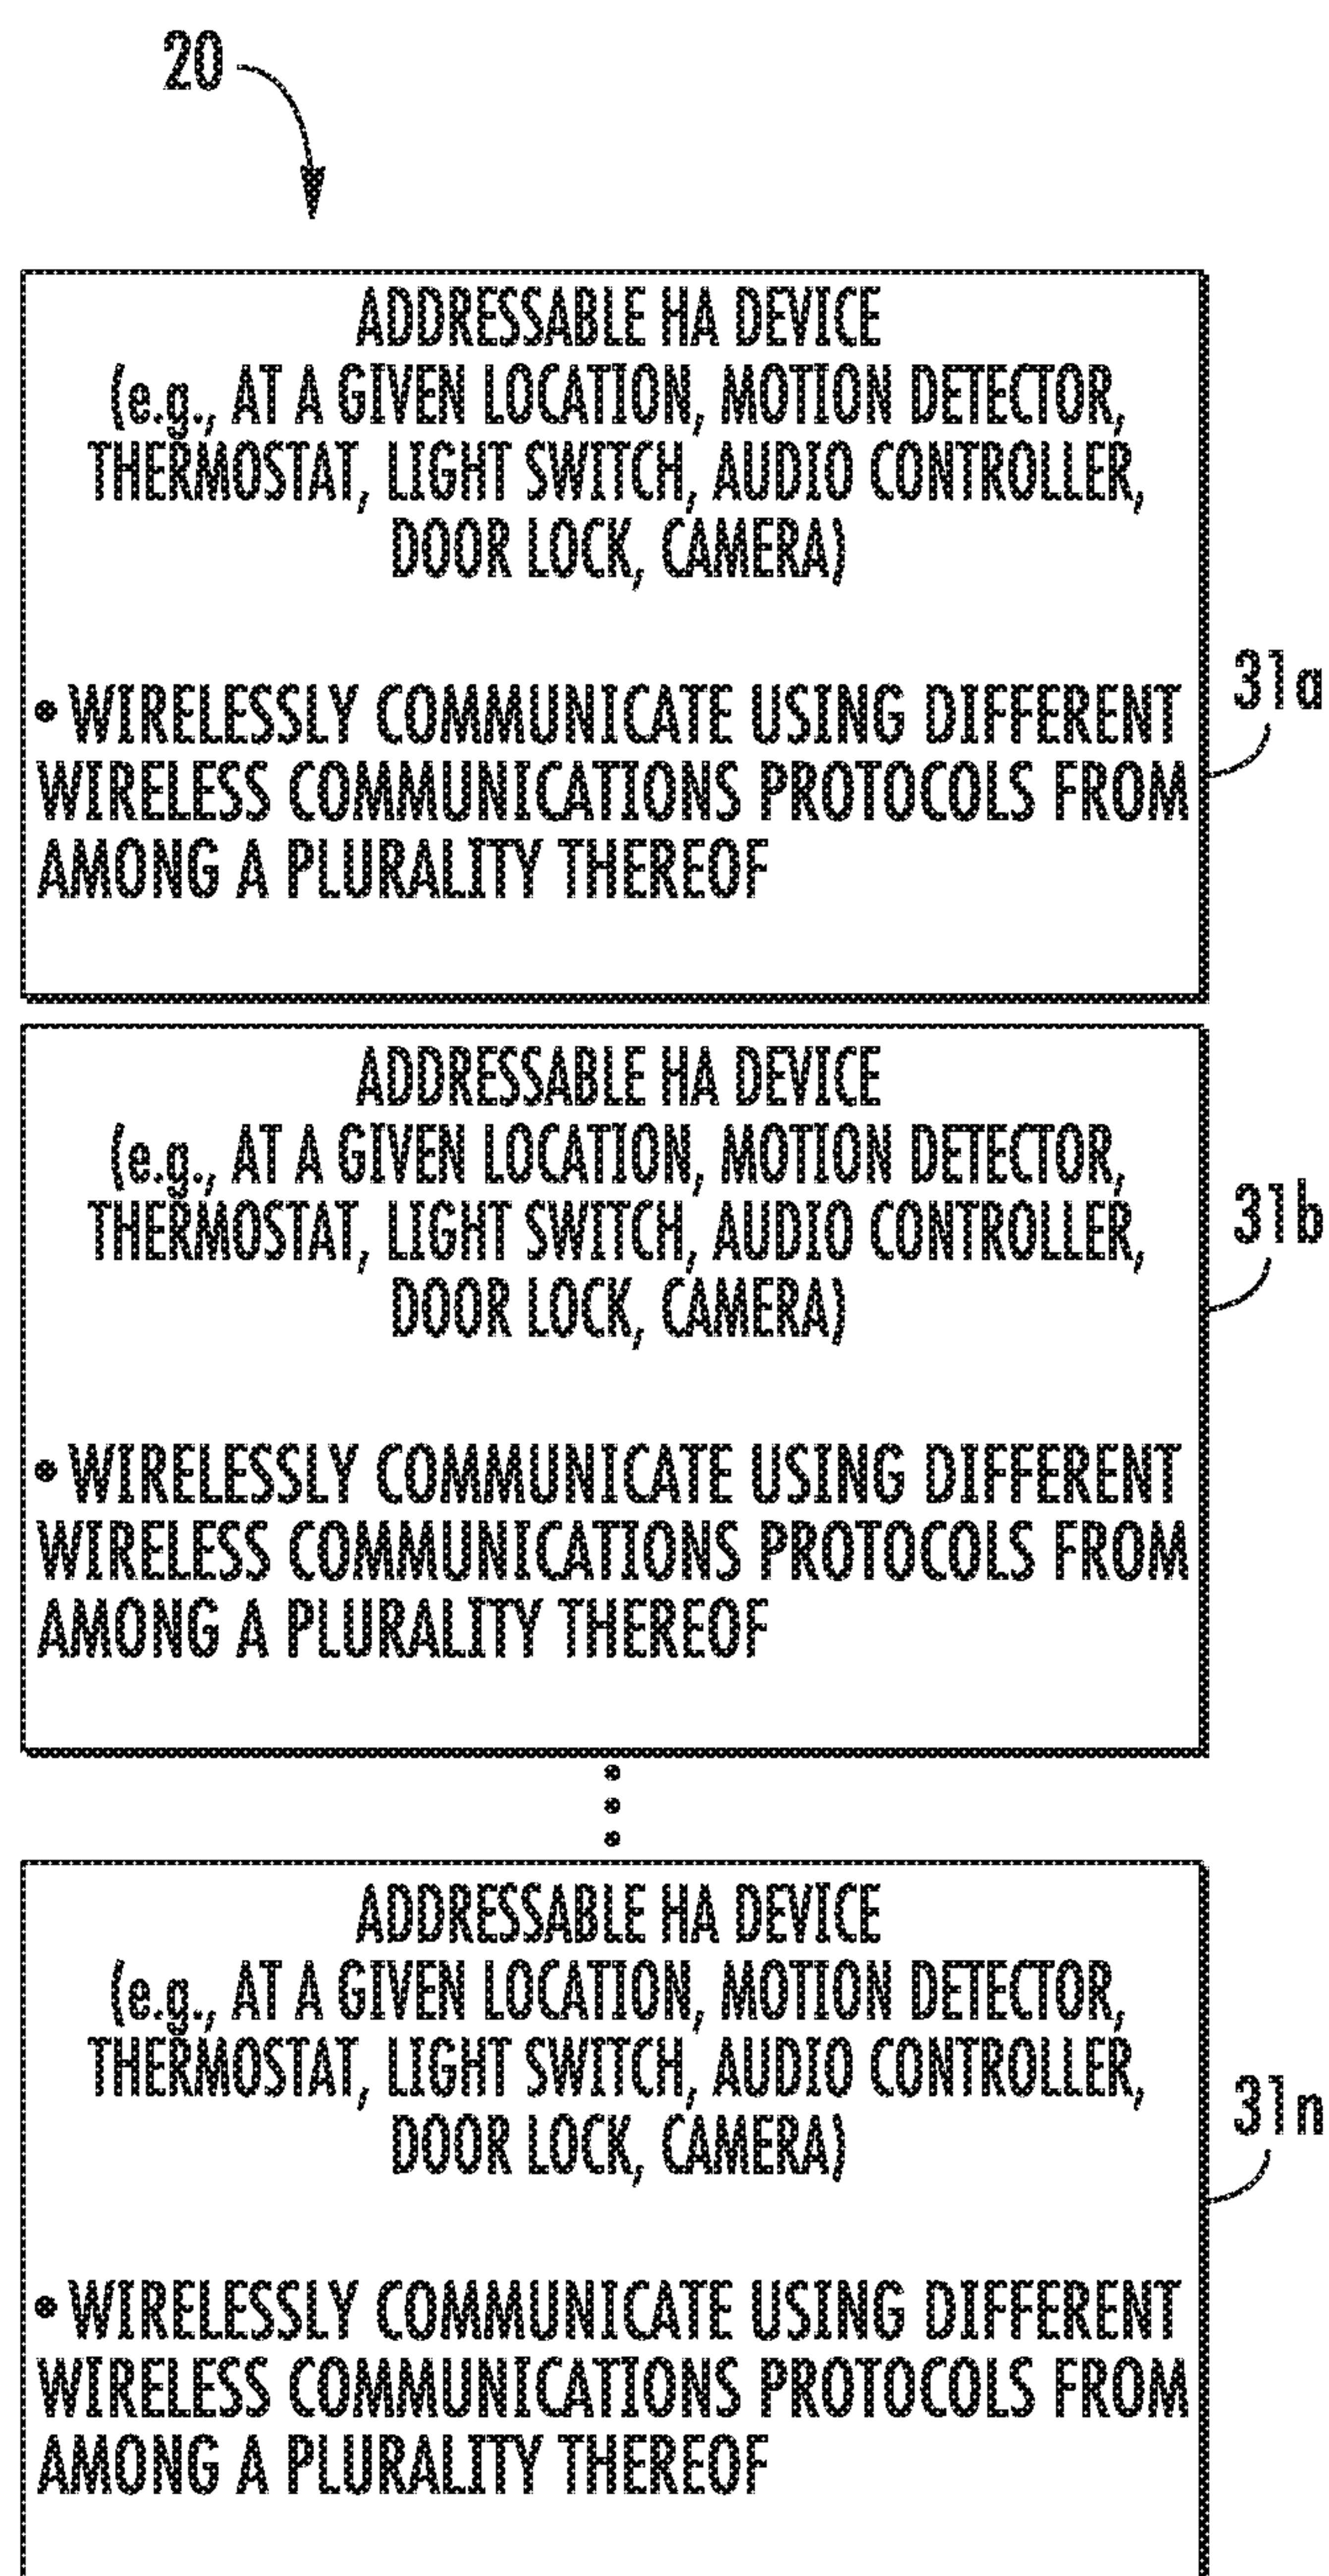 20
ADDRESSABLE HA DEVICE
(e.g., AT A GIVEN LOCATION, MOTION DETECTOR,
THERMOSTAT, LIGHT SWITCH, AUDIO CONTROLLER,
DOOR LOCK, CAMERA)
• WIRELESSLY COMMUNICATE USING DIFFERENT
WIRELESS COMMUNICATIONS PROTOCOLS FROM
AMONG A PLURALITY THEREOF
31a
ADDRESSABLE HA DEVICE
(e.g., AT A GIVEN LOCATION, MOTION DETECTOR,
THERMOSTAT, LIGHT SWITCH, AUDIO CONTROLLER,
DOOR LOCK, CAMERA)
• WIRELESSLY COMMUNICATE USING DIFFERENT
WIRELESS COMMUNICATIONS PROTOCOLS FROM
AMONG A PLURALITY THEREOF
31b
ADDRESSABLE HA DEVICE
(e.g., AT A GIVEN LOCATION, MOTION DETECTOR,
THERMOSTAT, LIGHT SWITCH, AUDIO CONTROLLER,
DOOR LOCK, CAMERA)
• WIRELESSLY COMMUNICATE USING DIFFERENT
WIRELESS COMMUNICATIONS PROTOCOLS FROM
AMONG A PLURALITY THEREOF
31n